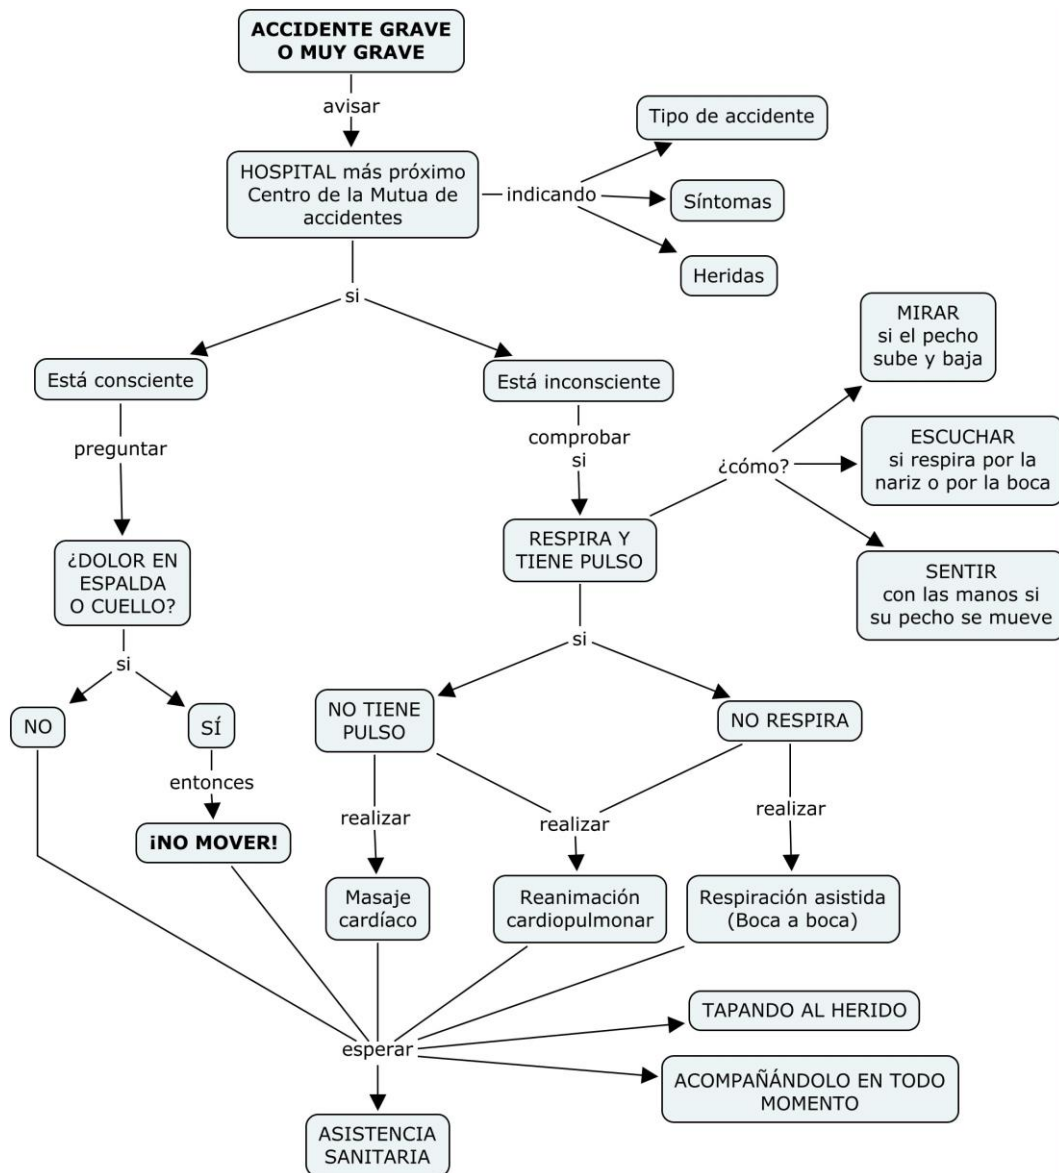 ACCIDENTE GRAVE
O MUY GRAVE
avisar
HOSPITAL más próximo
Centro de la Mutua de
accidentes
indicando
Tipo de accidente
Síntomas
Heridas
si
Está consciente
Está inconsciente
preguntar
comprobar
si
¿DOLOR EN
ESPALDA
O CUELLO?
RESPIRA Y
TIENE PULSO
¿cómo?
MIRAR
si el pecho
sube y baja
ESCUCHAR
si respira por la
nariz o por la boca
SENTIR
con las manos si
su pecho se mueve
si
NO
SÍ
entonces
¡NO MOVER!
si
NO TIENE
PULSO
NO RESPIRA
realizar
realizar
realizar
Masaje
cardíaco
Reanimación
cardiopulmonar
Respiración asistida
(Boca a boca)
esperar
TAPANDO AL HERIDO
ACOMPAÑÁNDOLO EN TODO
MOMENTO
ASISTENCIA
SANITARIA